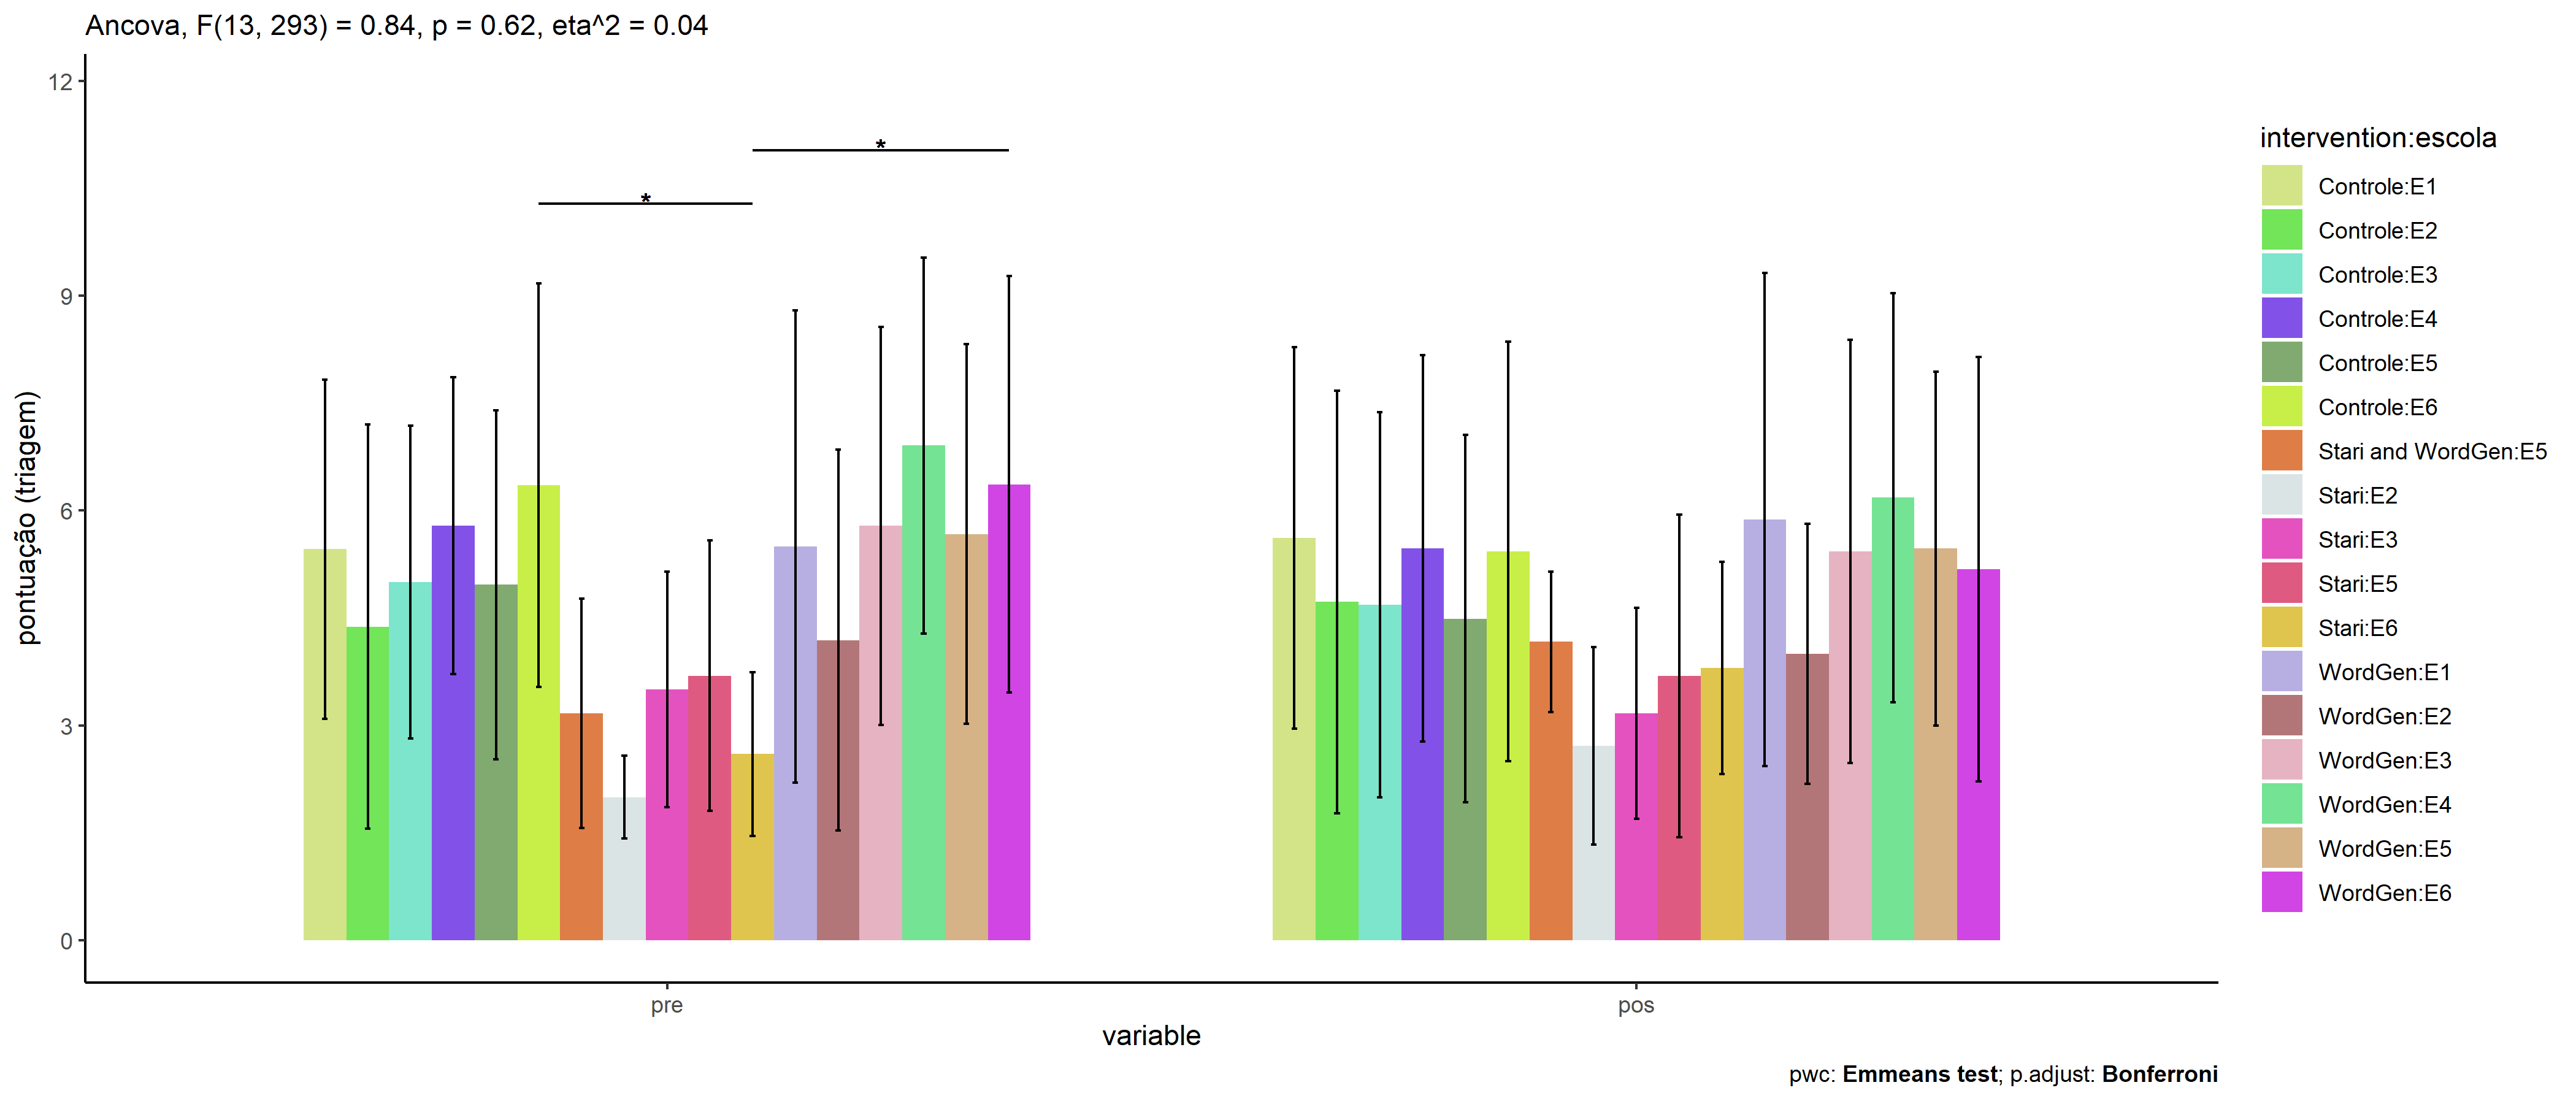 Ancova, F(13, 293) = 0.84, p = 0.62, eta^2 = 0.04
pontuação (triagem)
12
9
6
3
0
*
*
pre
pos
variable
pwc: Emmeans test; p.adjust: Bonferroni
intervention:escola
Controle:E1
Controle:E2
Controle:E3
Controle:E4
Controle:E5
Controle:E6
Stari and WordGen:E5
Stari:E2
Stari:E3
Stari:E5
Stari:E6
WordGen:E1
WordGen:E2
WordGen:E3
WordGen:E4
WordGen:E5
WordGen:E6